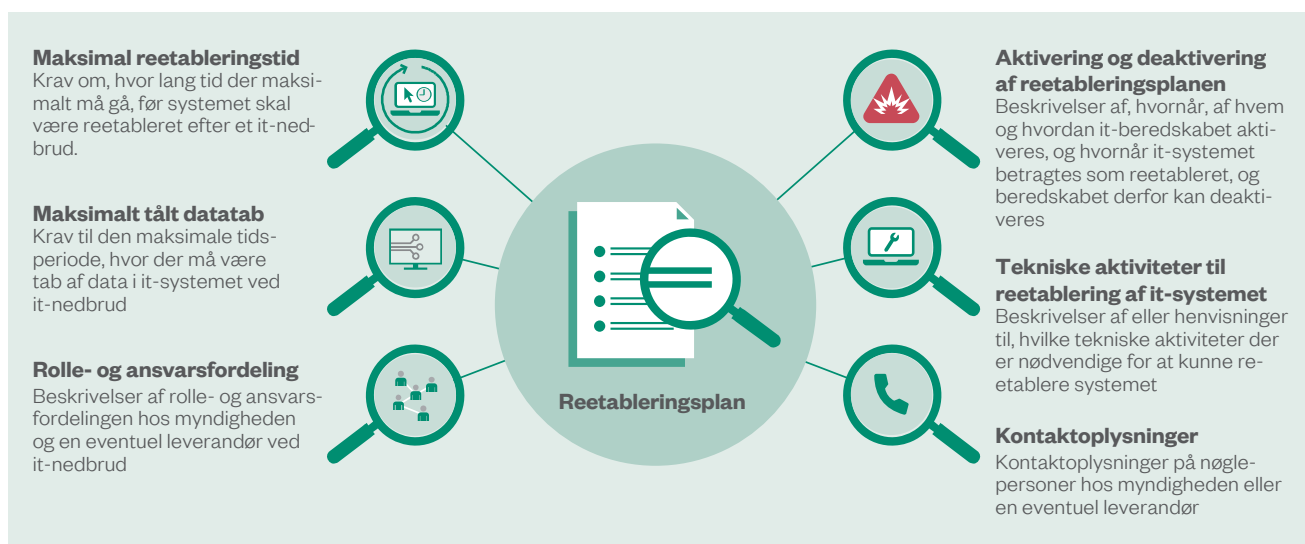 Maksimal reetableringstid
Krav om, hvor lang tid der maksi-
malt må gå, før systemet skal
være reetableret efter et it-ned-
brud.
Maksimalt tålt datatab
Krav til den maksimale tids-
periode, hvor der må være
tab af data i it-systemet ved
it-nedbrud
Rolle- og ansvarsfordeling
Beskrivelser af rolle- og ansvars-
fordelingen hos myndigheden
og en eventuel leverandør ved
it-nedbrud
Reetableringsplan
Aktivering og deaktivering
af reetableringsplanen
Beskrivelser af, hvornår, af hvem
og hvordan it-beredskabet akti-
veres, og hvornår it-systemet
betragtes som reetableret, og
beredskabet derfor kan deakti-
veres
Tekniske aktiviteter til
reetablering af it-systemet
Beskrivelser af eller henvisninger
til, hvilke tekniske aktiviteter der
er nødvendige for at kunne re-
etablere systemet
Kontaktoplysninger
Kontaktoplysninger på nøgle-
personer hos myndigheden eller
en eventuel leverandør